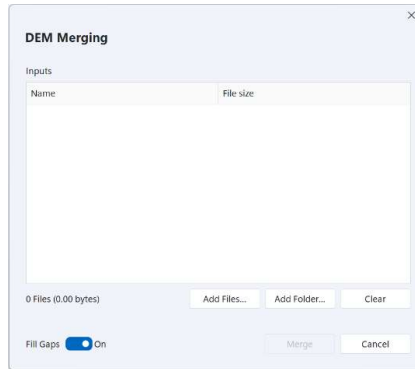 DEM Merging
Inputs
Name File size
0 Files (0.00 bytes) Add Files... Add Folder... Clear
Fill Gaps On Merge Cancel